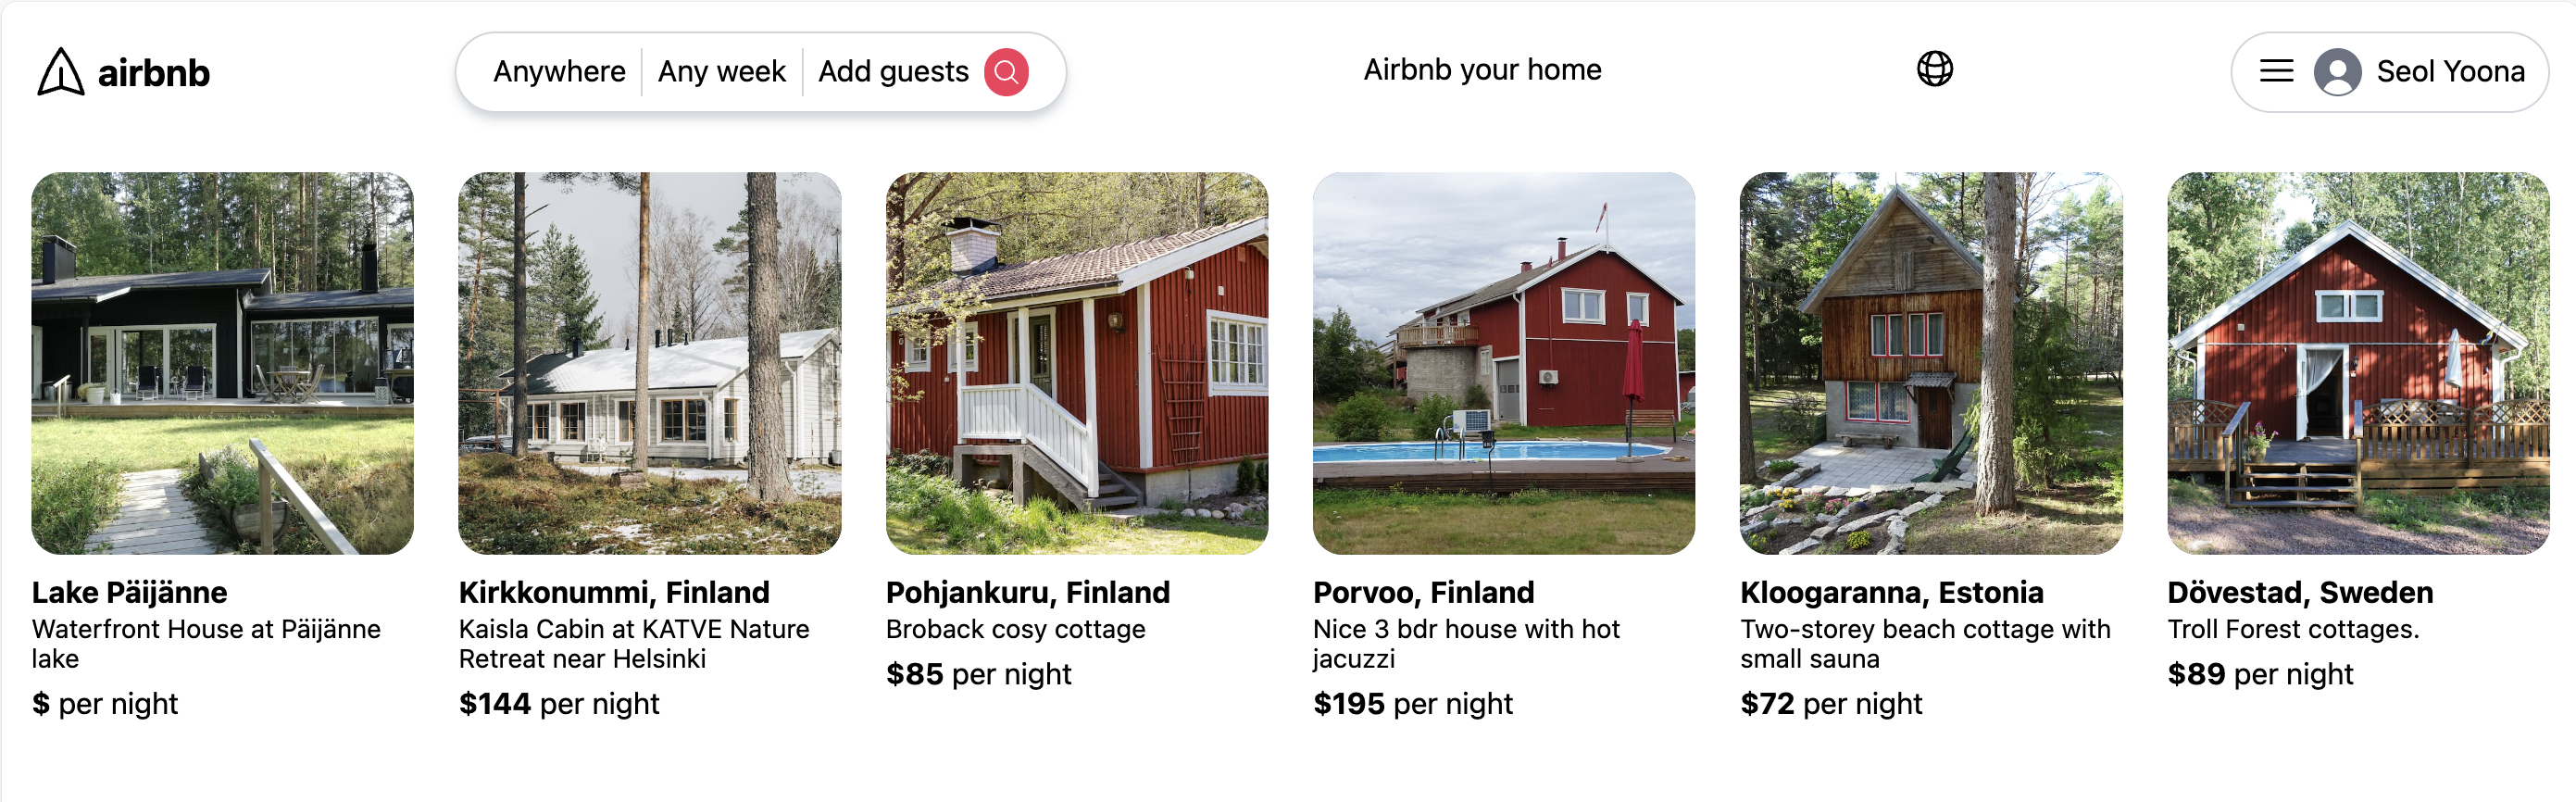 airbnb
Anywhere
Any week
Add guests
Airbnb your home
Seol Yoona
Lake Päijänne
Waterfront House at Päijänne
lake
$ per night
Kirkkonummi, Finland
Kaisla Cabin at KATVE Nature
Retreat near Helsinki
$144 per night
Pohjankuru, Finland
Broback cosy cottage
$85 per night
Porvoo, Finland
Nice 3 bdr house with hot
jacuzzi
$195 per night
Kloogaranna, Estonia
Two-storey beach cottage with
small sauna
$72 per night
Dövestad, Sweden
Troll Forest cottages.
$89 per night